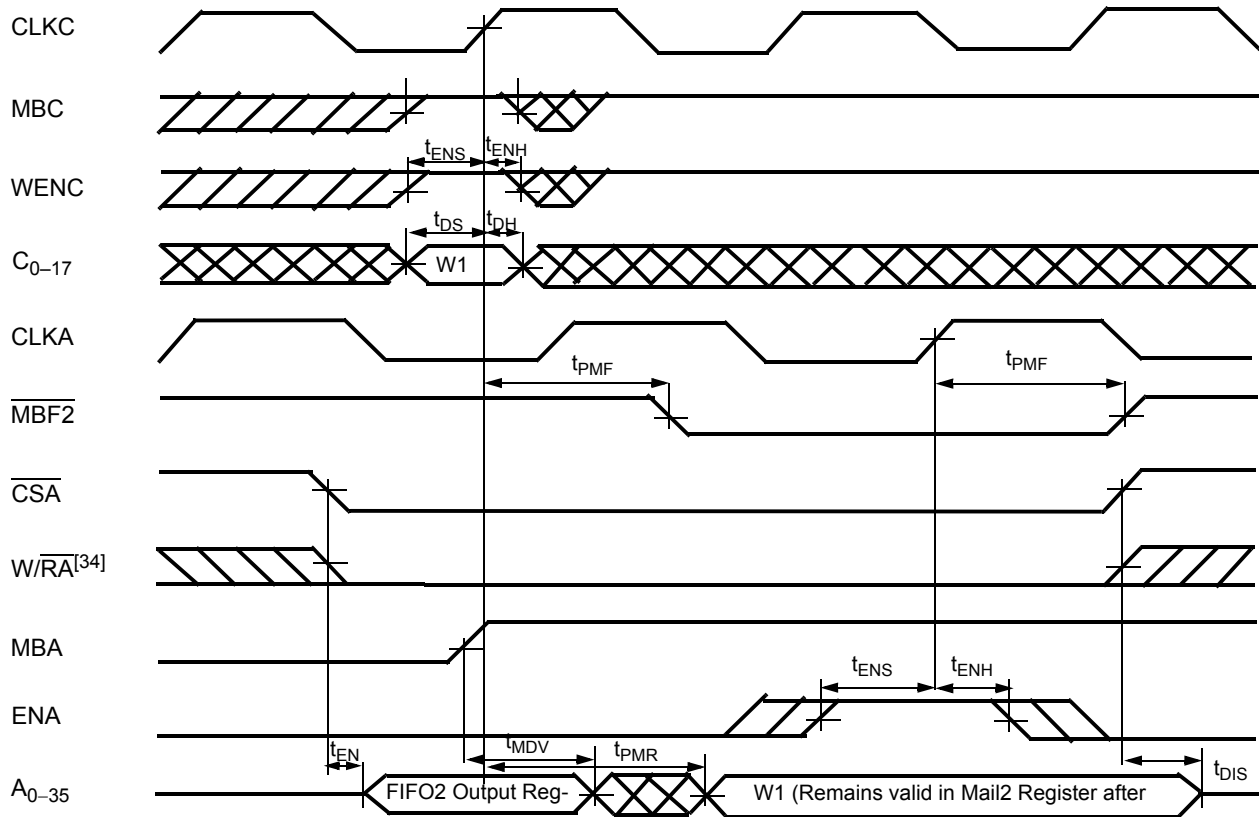 CLKC
MBC
tENS tENH
WENC
tDS tDH
C0–17 W1
CLKA
tPMF tPMF
MBF2
CSA
W/RA[34]
MBA
tENS tENH
ENA
tEN tMDV tPMR tDIS
A0–35 FIFO2 Output Reg- W1 (Remains valid in Mail2 Register after